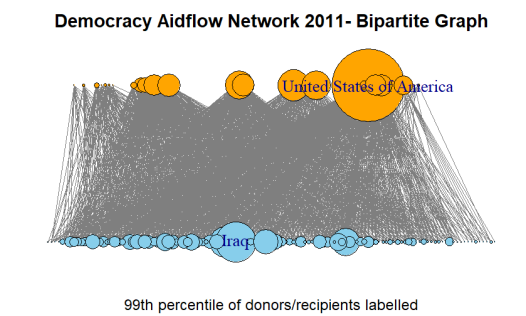 Democracy Aidflow Network 2011- Bipartite Graph
United States of America
Iraq
99th percentile of donors/recipients labelled